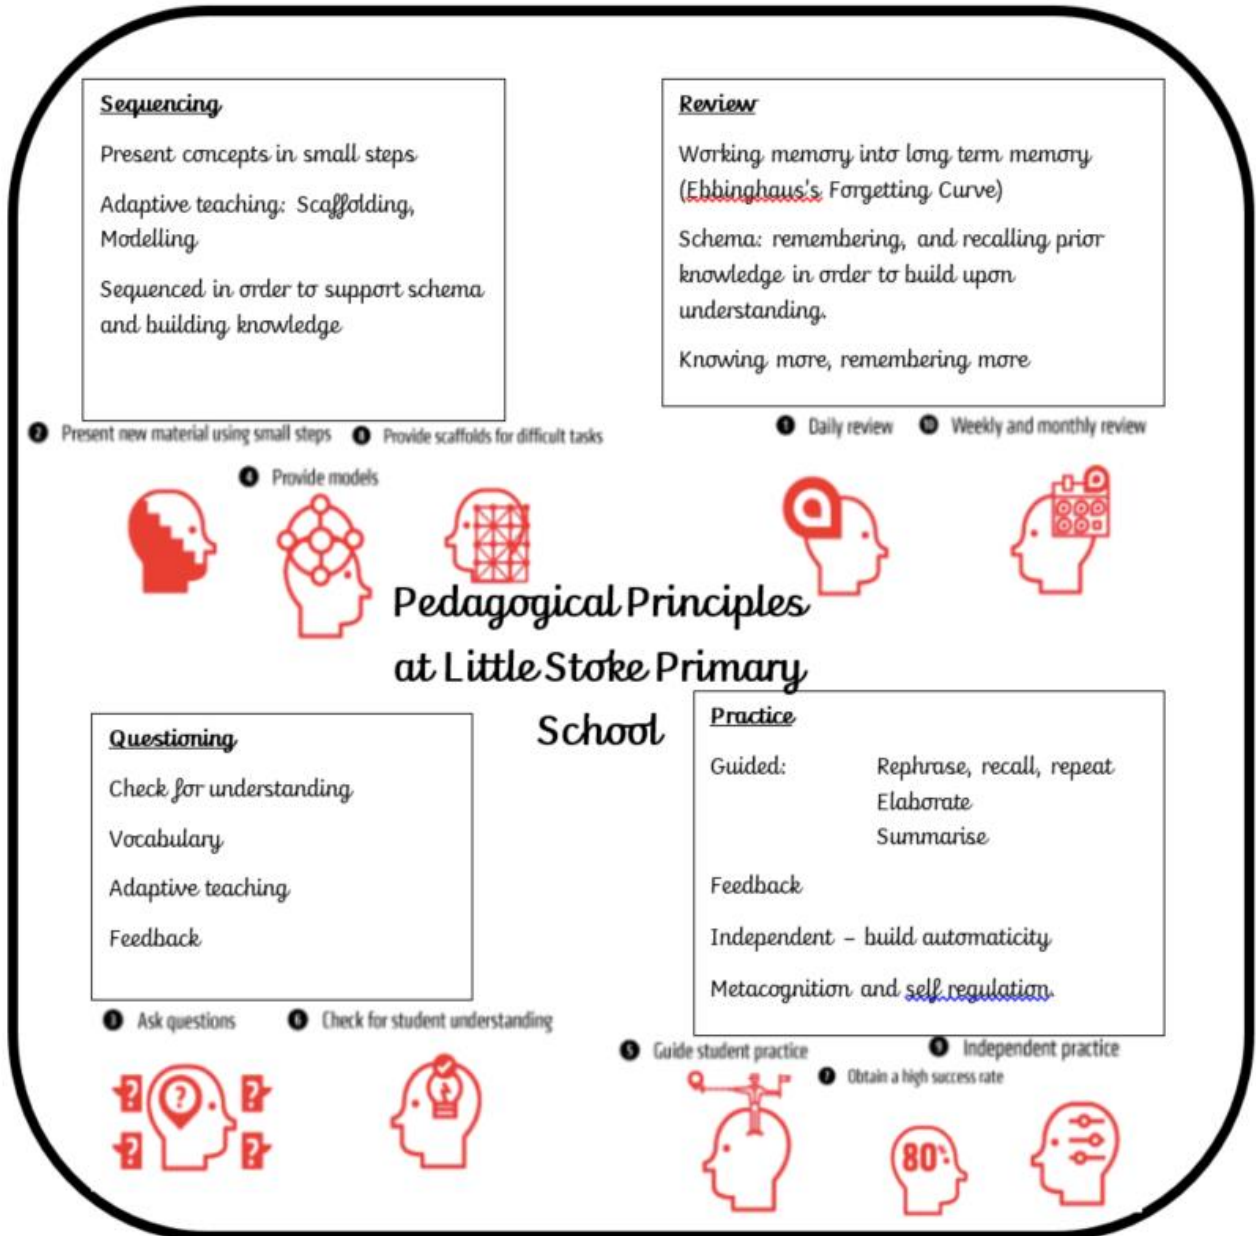 Sequencing
Present concepts in small steps
Adaptive teaching: Scaffolding,
Modelling
Sequenced in order to support schema
and building knowledge
2 Present new material using small steps
8 Provide scaffolds for difficult tasks
4 Provide models
Review
Working memory into long term memory
(Ebbinghaus's Forgetting Curve)
Schema: remembering, and recalling prior
knowledge in order to build upon
understanding.
Knowing more, remembering more
1 Daily review
10 Weekly and monthly review
Pedagogical Principles
at Little Stoke Primary
School
Questioning
Check for understanding
Vocabulary
Adaptive teaching
Feedback
3 Ask questions
6 Check for student understanding
?
?
?
?
?
Practice
Guided: Rephrase, recall, repeat
Elaborate
Summarise
Feedback
Independent – build automaticity
Metacognition and self regulation.
5 Guide student practice
9 Independent practice
7 Obtain a high success rate
80%